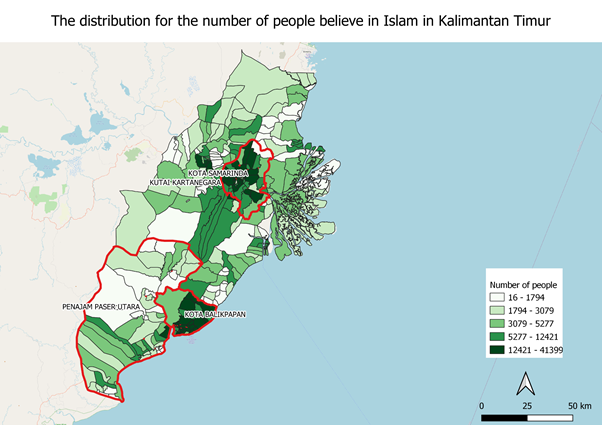 The distribution for the number of people believe in Islam in Kalimantan Timur
KOTA SAMARINDA
KUTAI KARTANEGARA
PENAJAM PASER UTARA
KOTA BALIKPAPAN
Number of people
16 - 1794
1794 - 3079
3079 - 5277
5277 - 12421
12421 - 41399
0 25 50 km